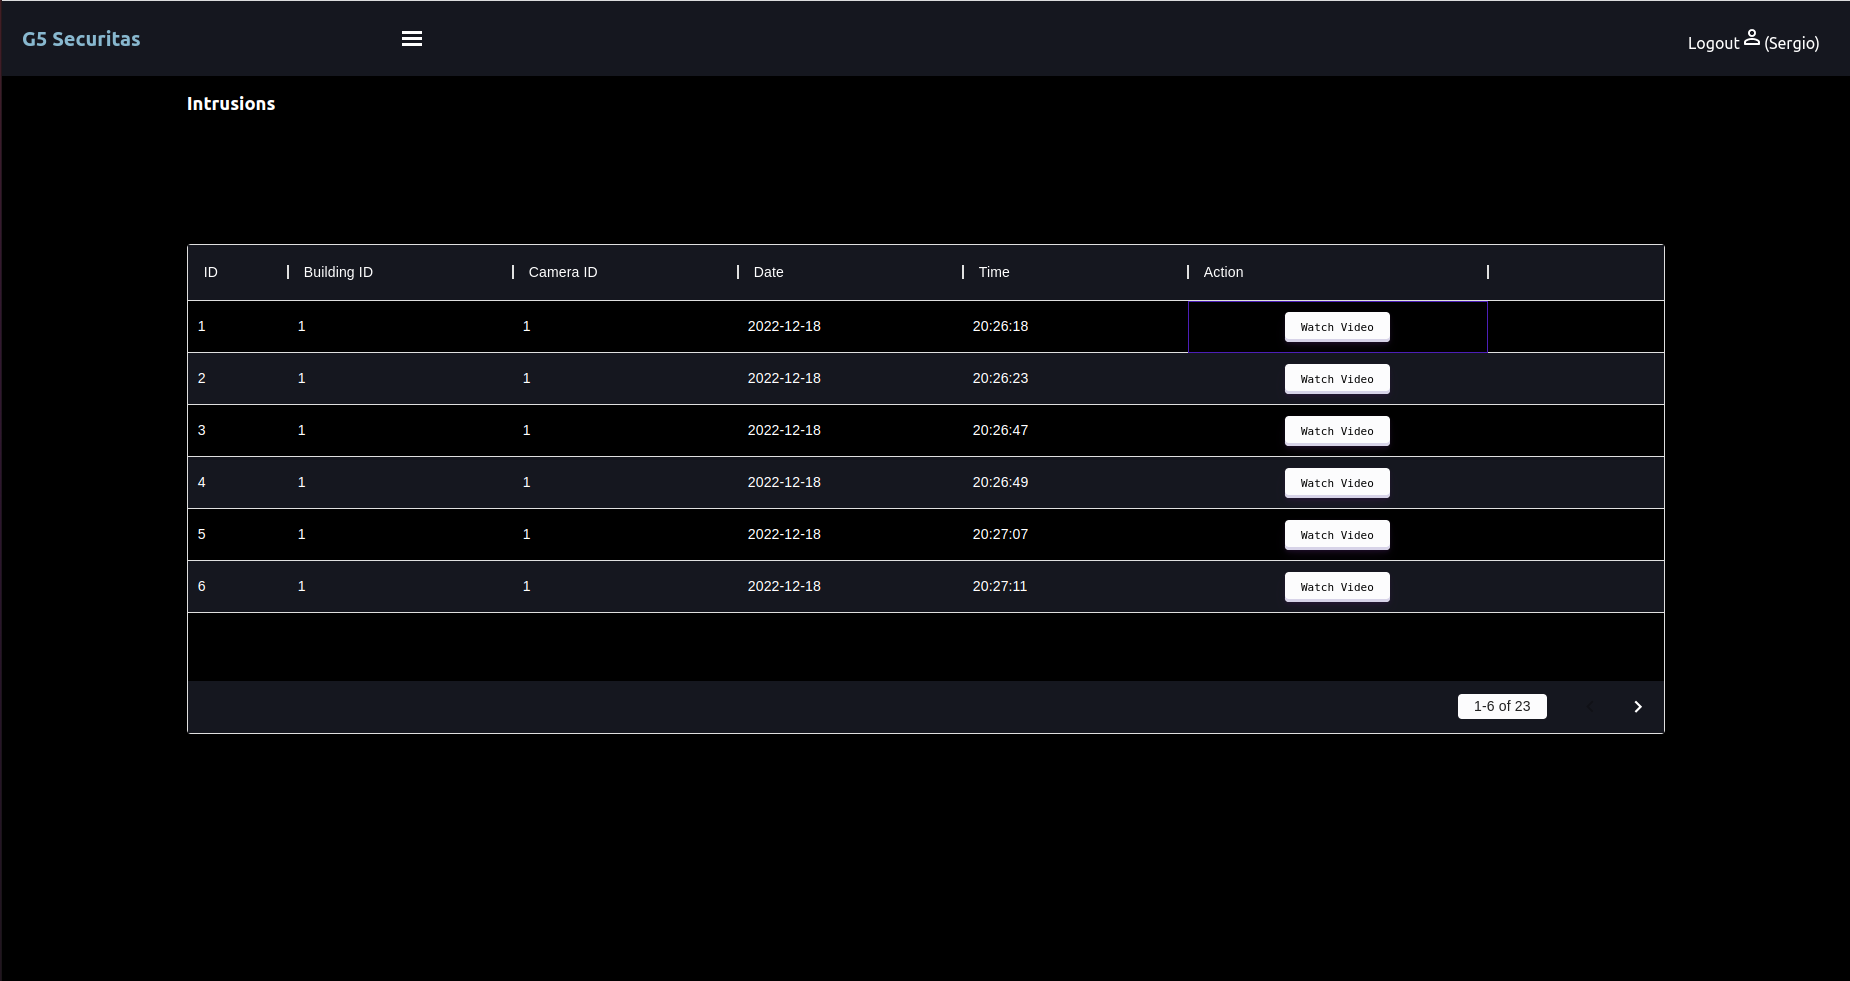 G5 Securitas
Logout (Sergio)
Intrusions
ID Building ID Camera ID Date Time Action
1 1 1 2022-12-18 20:26:18 Watch Video
2 1 1 2022-12-18 20:26:23 Watch Video
3 1 1 2022-12-18 20:26:47 Watch Video
4 1 1 2022-12-18 20:26:49 Watch Video
5 1 1 2022-12-18 20:27:07 Watch Video
6 1 1 2022-12-18 20:27:11 Watch Video
1-6 of 23